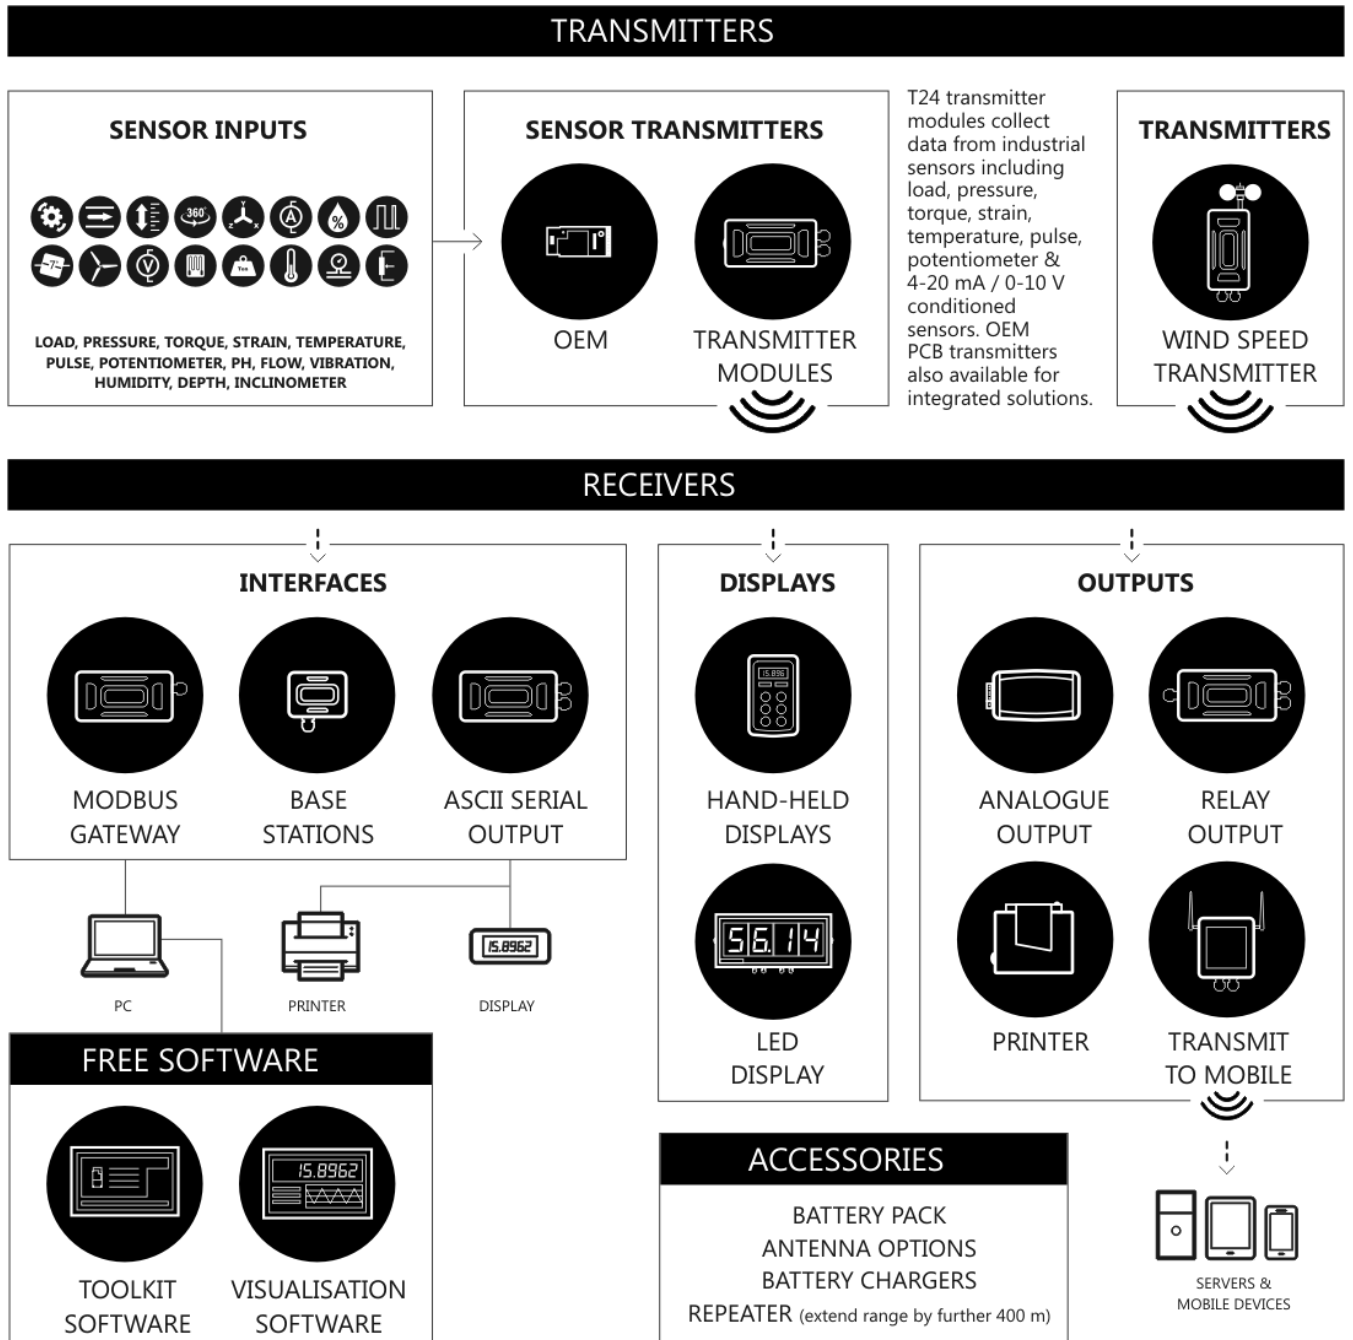 TRANSMITTERS
SENSOR INPUTS
360°
Y
Z
X
A
%
7°
V
Tos
LOAD, PRESSURE, TORQUE, STRAIN, TEMPERATURE,
PULSE, POTENTIOMETER, PH, FLOW, VIBRATION,
HUMIDITY, DEPTH, INCLINOMETER
SENSOR TRANSMITTERS
OEM
TRANSMITTER
MODULES
T24 transmitter
modules collect
data from industrial
sensors including
load, pressure,
torque, strain,
temperature, pulse,
potentiometer &
4-20 mA / 0-10 V
conditioned
sensors. OEM
PCB transmitters
also available for
integrated solutions.
TRANSMITTERS
WIND SPEED
TRANSMITTER
RECEIVERS
INTERFACES
MODBUS
GATEWAY
BASE
STATIONS
ASCII SERIAL
OUTPUT
PC
PRINTER
15.8962
DISPLAY
DISPLAYS
15.896
HAND-HELD
DISPLAYS
56.14
LED
DISPLAY
OUTPUTS
ANALOGUE
OUTPUT
RELAY
OUTPUT
PRINTER
TRANSMIT
TO MOBILE
SERVERS &
MOBILE DEVICES
FREE SOFTWARE
TOOLKIT
SOFTWARE
15.8962
VISUALISATION
SOFTWARE
ACCESSORIES
BATTERY PACK
ANTENNA OPTIONS
BATTERY CHARGERS
REPEATER (extend range by further 400 m)